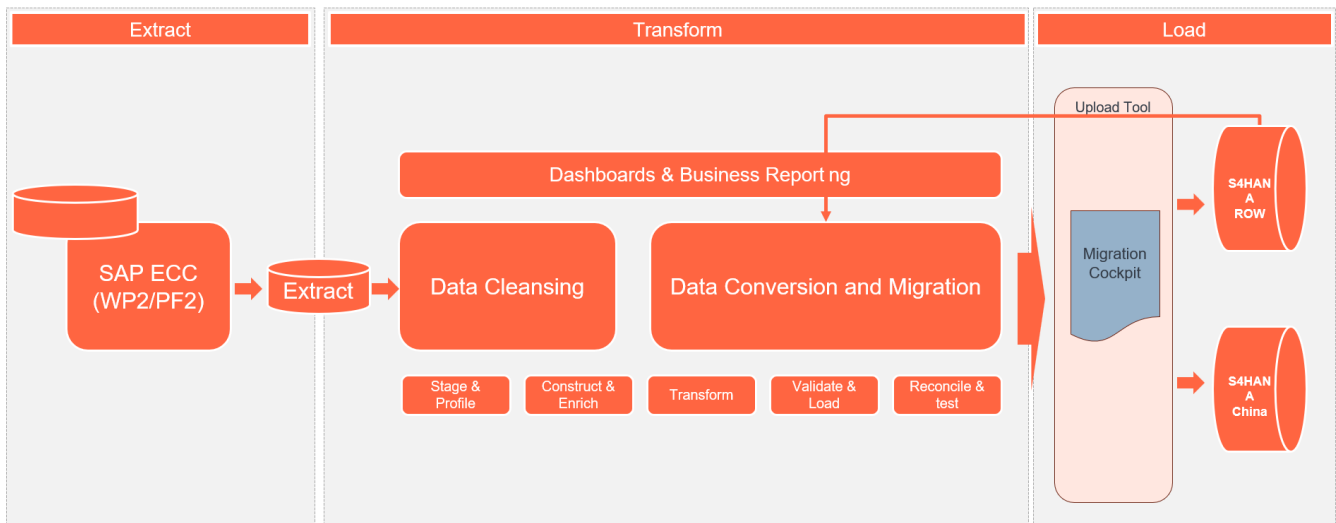 Extract
Transform
Load
Upload Tool
Dashboards & Business Report ng
S4HAN
A
ROW
SAP ECC
(WP2/PF2)
Extract
Data Cleansing
Data Conversion and Migration
Migration
Cockpit
Stage &
Profile
Construct &
Enrich
Transform
Validate &
Load
Reconcile &
test
S4HAN
A
China